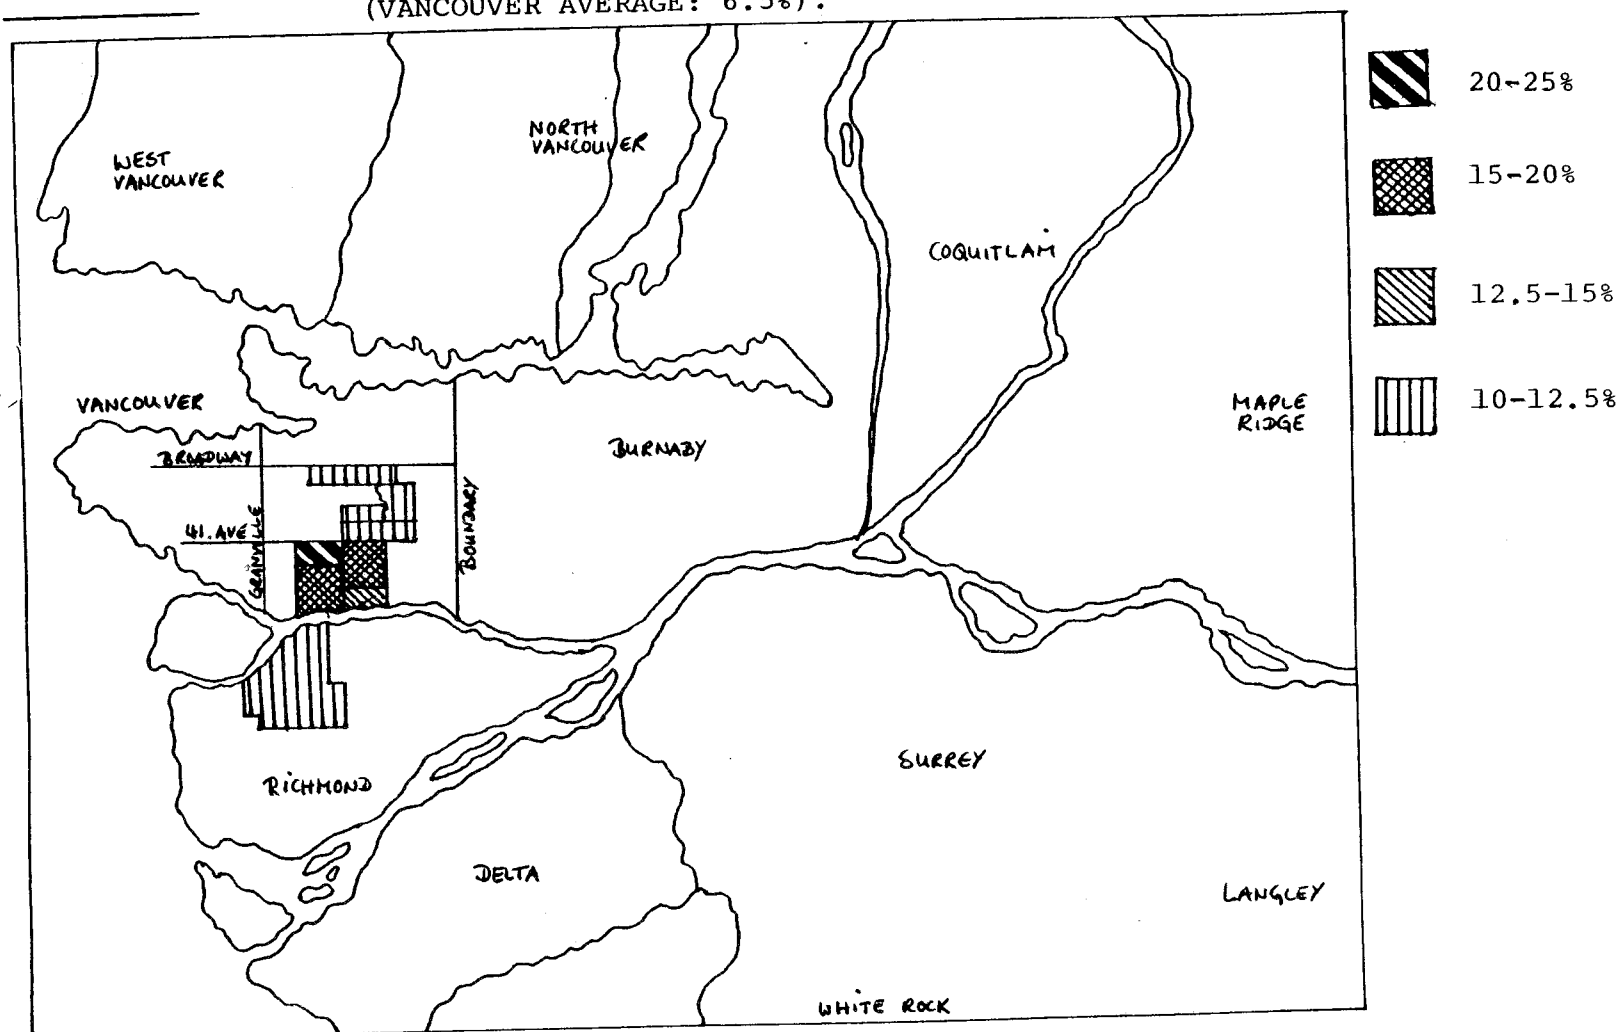 (VANCOUVER AVERAGE: 6.5%).
20-25%
NORTH
VANCOUVER
WEST
VANCOUVER
15-20%
COQUITLAM
12.5-15%
VANCOUVER
MAPLE
RIDGE
10-12.5%
BROADWAY
BURNABY
BOUNDARY
41. AVE
GRANVILLE
RICHMOND
SURREY
DELTA
LANGLEY
WHITE ROCK